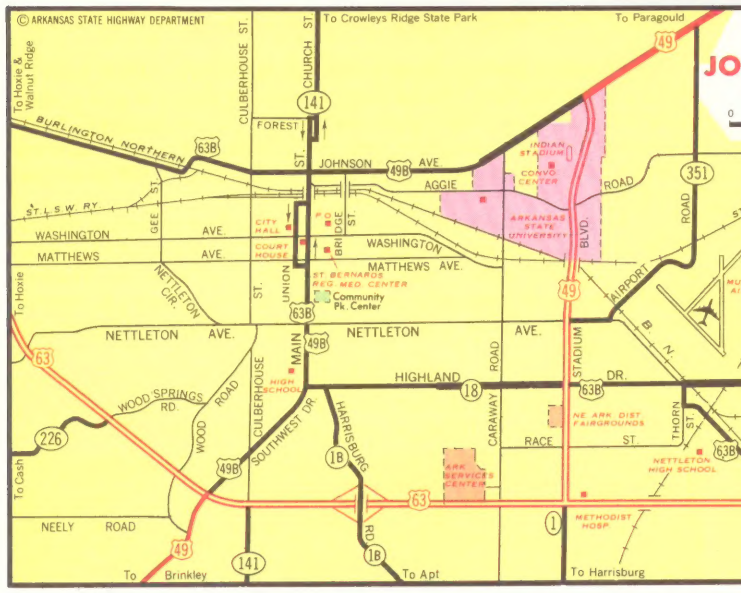 © ARKANSAS STATE HIGHWAY DEPARTMENT
To Crowleys Ridge State Park
To Paragould
49
JO
0
To Hoxie &
Walnut Ridge
CULBERHOUSE ST.
CHURCH ST.
141
FOREST
BURLINGTON NORTHERN
63B
ST.
JOHNSON AVE.
49B
INDIAN
STADIUM
CONVO
CENTER
AGGIE ROAD
351
GEE ST.
ST. L. S. W. RY
CITY
HALL
P O
BRIDGE ST.
ARKANSAS
STATE
UNIVERSITY
BLVD.
ROAD
WASHINGTON AVE.
COURT
HOUSE
WASHINGTON
MATTHEWS AVE.
MATTHEWS AVE.
ST BERNARDS
REG. MED. CENTER
Community
Pk. Center
To Hoxie
NETTLETON
CIR.
ST.
UNION
49
AIRPORT
MU
AI
ST
63B
NETTLETON AVE.
NETTLETON AVE.
49B
B. N.
63
MAIN
STADIUM
HIGH
SCHOOL
HIGHLAND DR.
18
63B
WOOD SPRINGS
RD.
WOOD ROAD
CULBERHOUSE
SOUTHWEST DR.
HARRISBURG RD.
CARAWAY ROAD
NE. ARK DIST
FAIRGROUNDS
THORN ST.
226
49B
1B
RACE ST.
63B
To Cash
ARK
SERVICES
CENTER
NETTLETON
HIGH SCHOOL
63
NEELY ROAD
METHODIST
HOSP.
1
49
141
1B
To Brinkley
To Apt
To Harrisburg